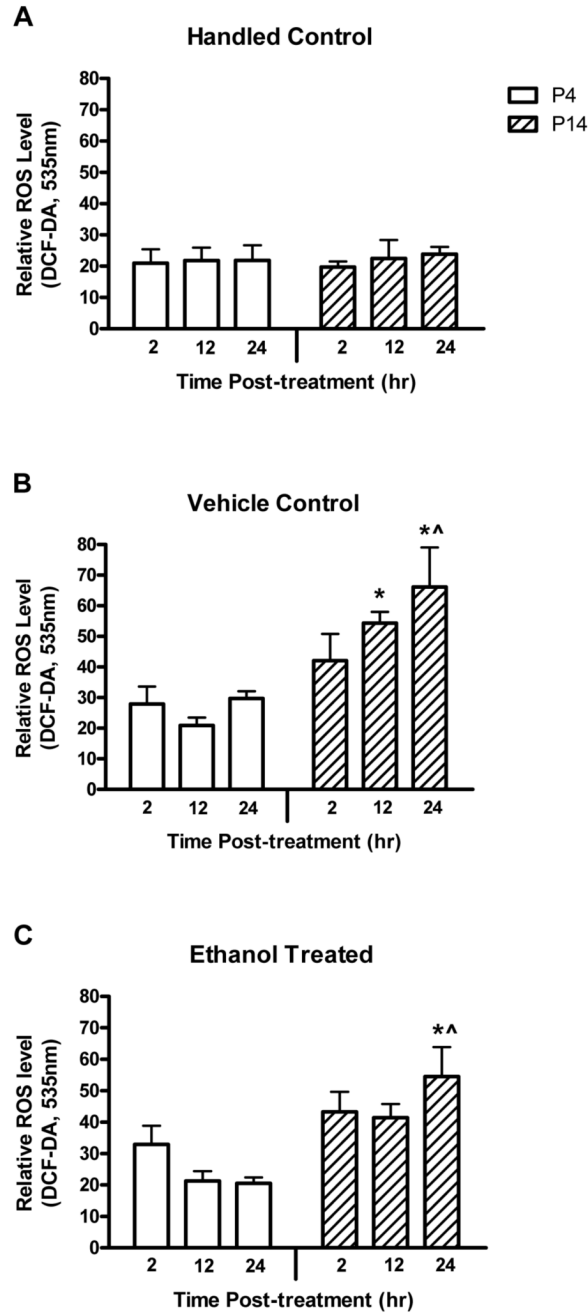 A
Handled Control
P4
P14
Relative ROS Level
(DCF-DA, 535nm)
80
70
60
50
40
30
20
10
0
2 12 24 2 12 24
Time Post-treatment (hr)
B
Vehicle Control
Relative ROS Level
(DCF-DA, 535nm)
80
70
60
50
40
30
20
10
0
* *^
2 12 24 2 12 24
Time Post-treatment (hr)
C
Ethanol Treated
Relative ROS level
(DCF-DA, 535nm)
80
70
60
50
40
30
20
10
0
*^
2 12 24 2 12 24
Time Post-treatment (hr)